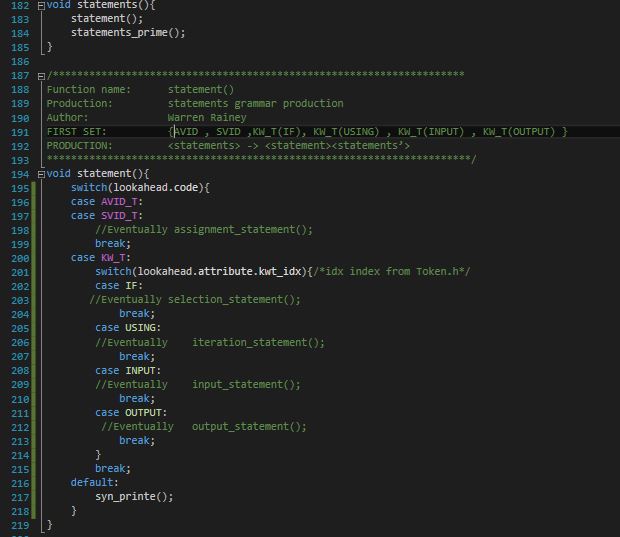 182 void statements(){
183 statement();
184 statements_prime();
185 }
186
187 /*********************************************************************
188 Function name: statement()
189 Production: statements grammar production
190 Author: Warren Rainey
191 FIRST SET: {AVID , SVID ,KW_T(IF), KW_T(USING) , KW_T(INPUT) , KW_T(OUTPUT) }
192 PRODUCTION: <statements> -> <statement><statements’>
193 **********************************************************************/
194 void statement(){
195 switch(lookahead.code){
196 case AVID_T:
197 case SVID_T:
198 //Eventually assignment_statement();
199 break;
200 case KW_T:
201 switch(lookahead.attribute.kwt_idx){/*idx index from Token.h*/
202 case IF:
203 //Eventually selection_statement();
204 break;
205 case USING:
206 //Eventually iteration_statement();
207 break;
208 case INPUT:
209 //Eventually input_statement();
210 break;
211 case OUTPUT:
212 //Eventually output_statement();
213 break;
214 }
215 break;
216 default:
217 syn_printe();
218 }
219 }